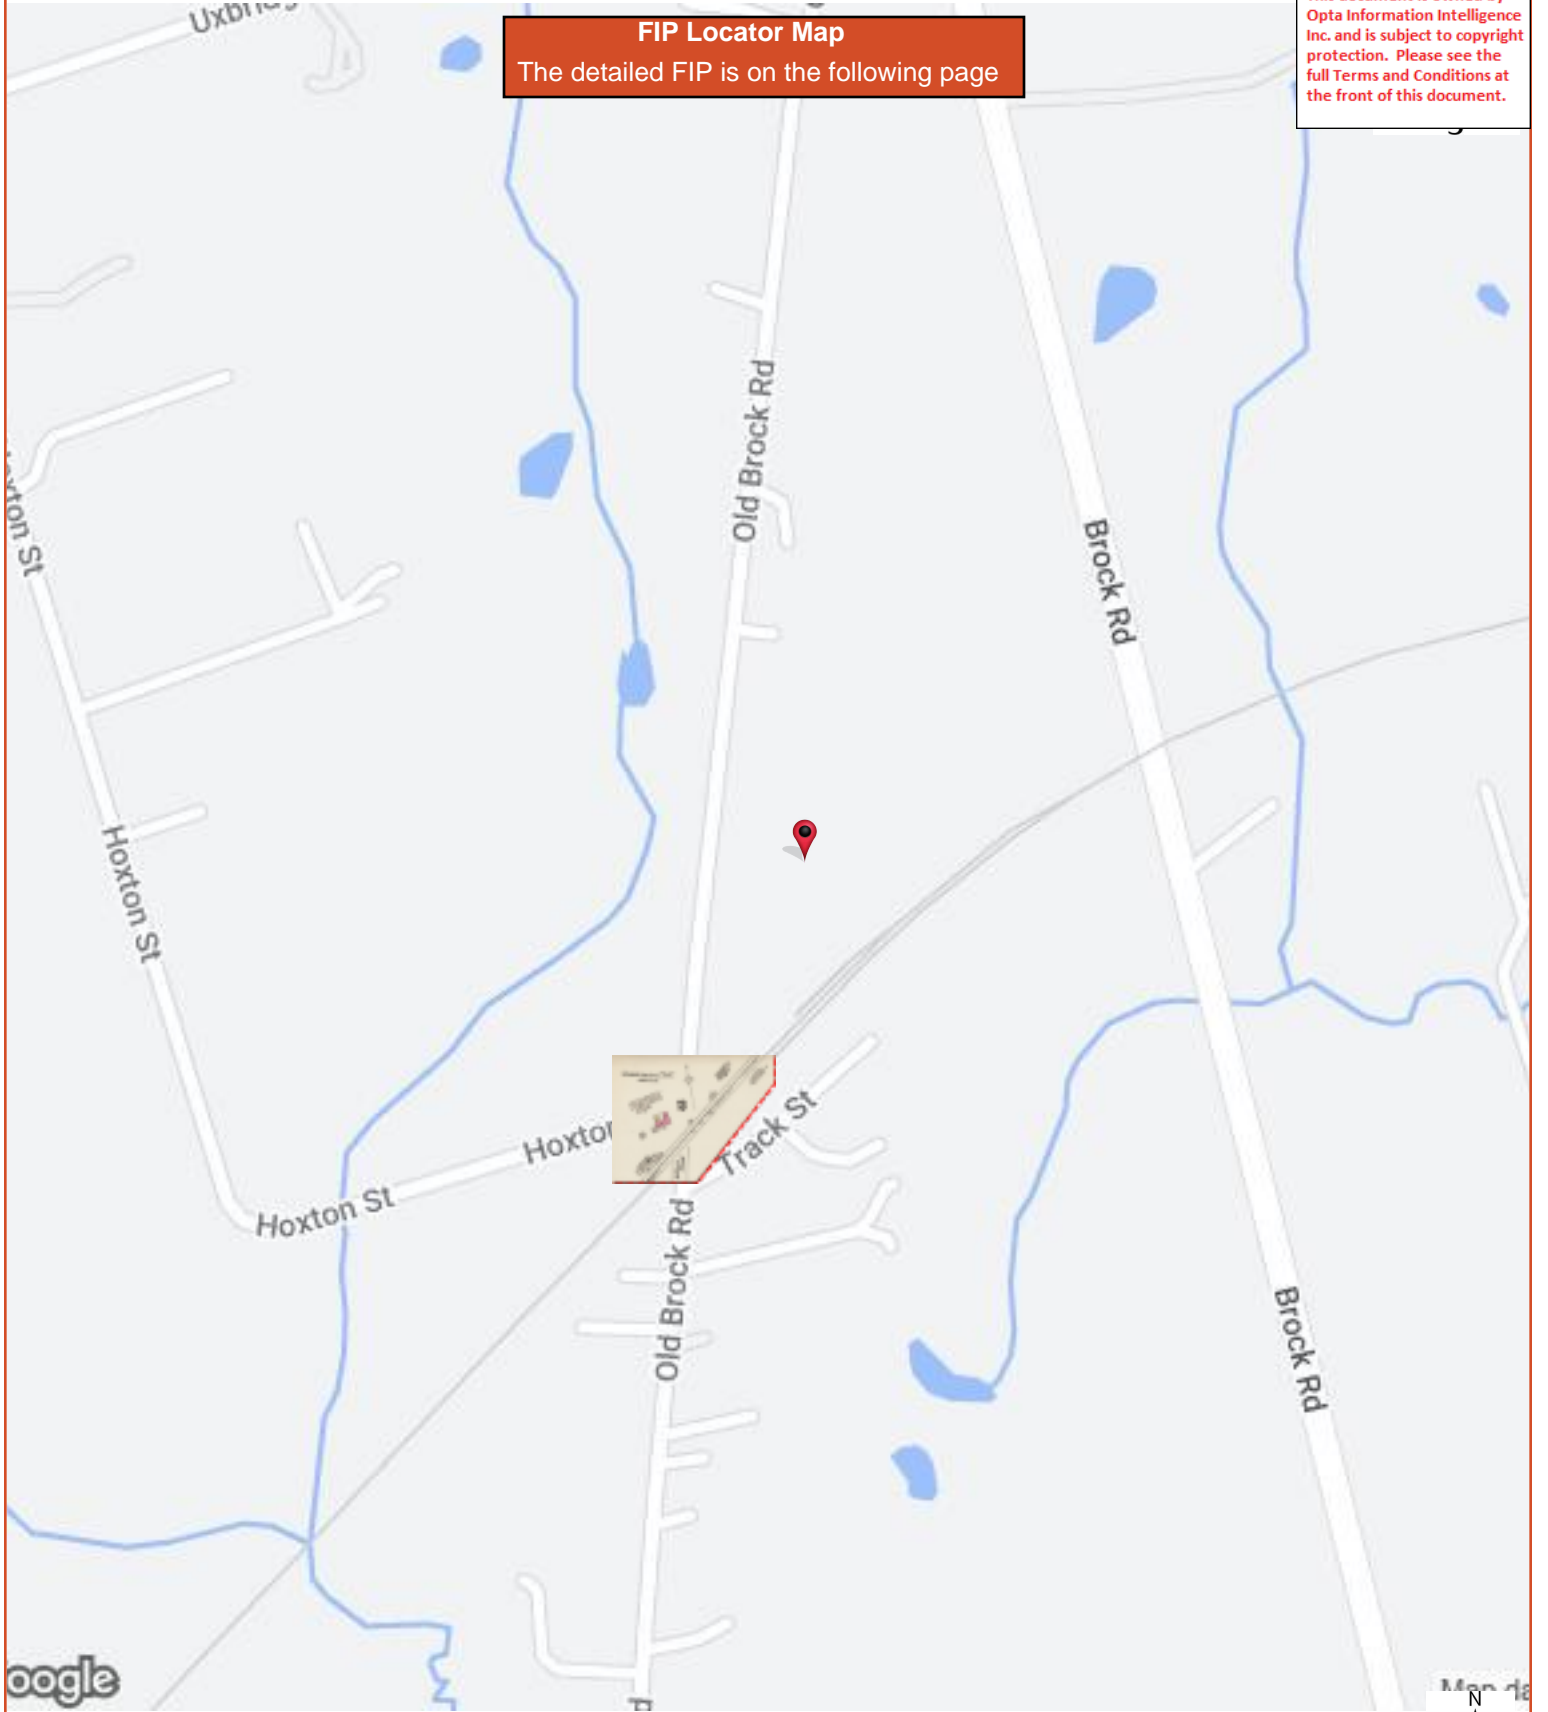 FIP Locator Map
The detailed FIP is on the following page
Opta Information Intelligence
Inc. and is subject to copyright
protection. Please see the
full Terms and Conditions at
the front of this document.
Old Brock Rd
Brock Rd
Hoxton St
Hoxton St
Track St
Old Brock Rd
Brock Rd
oogle
N